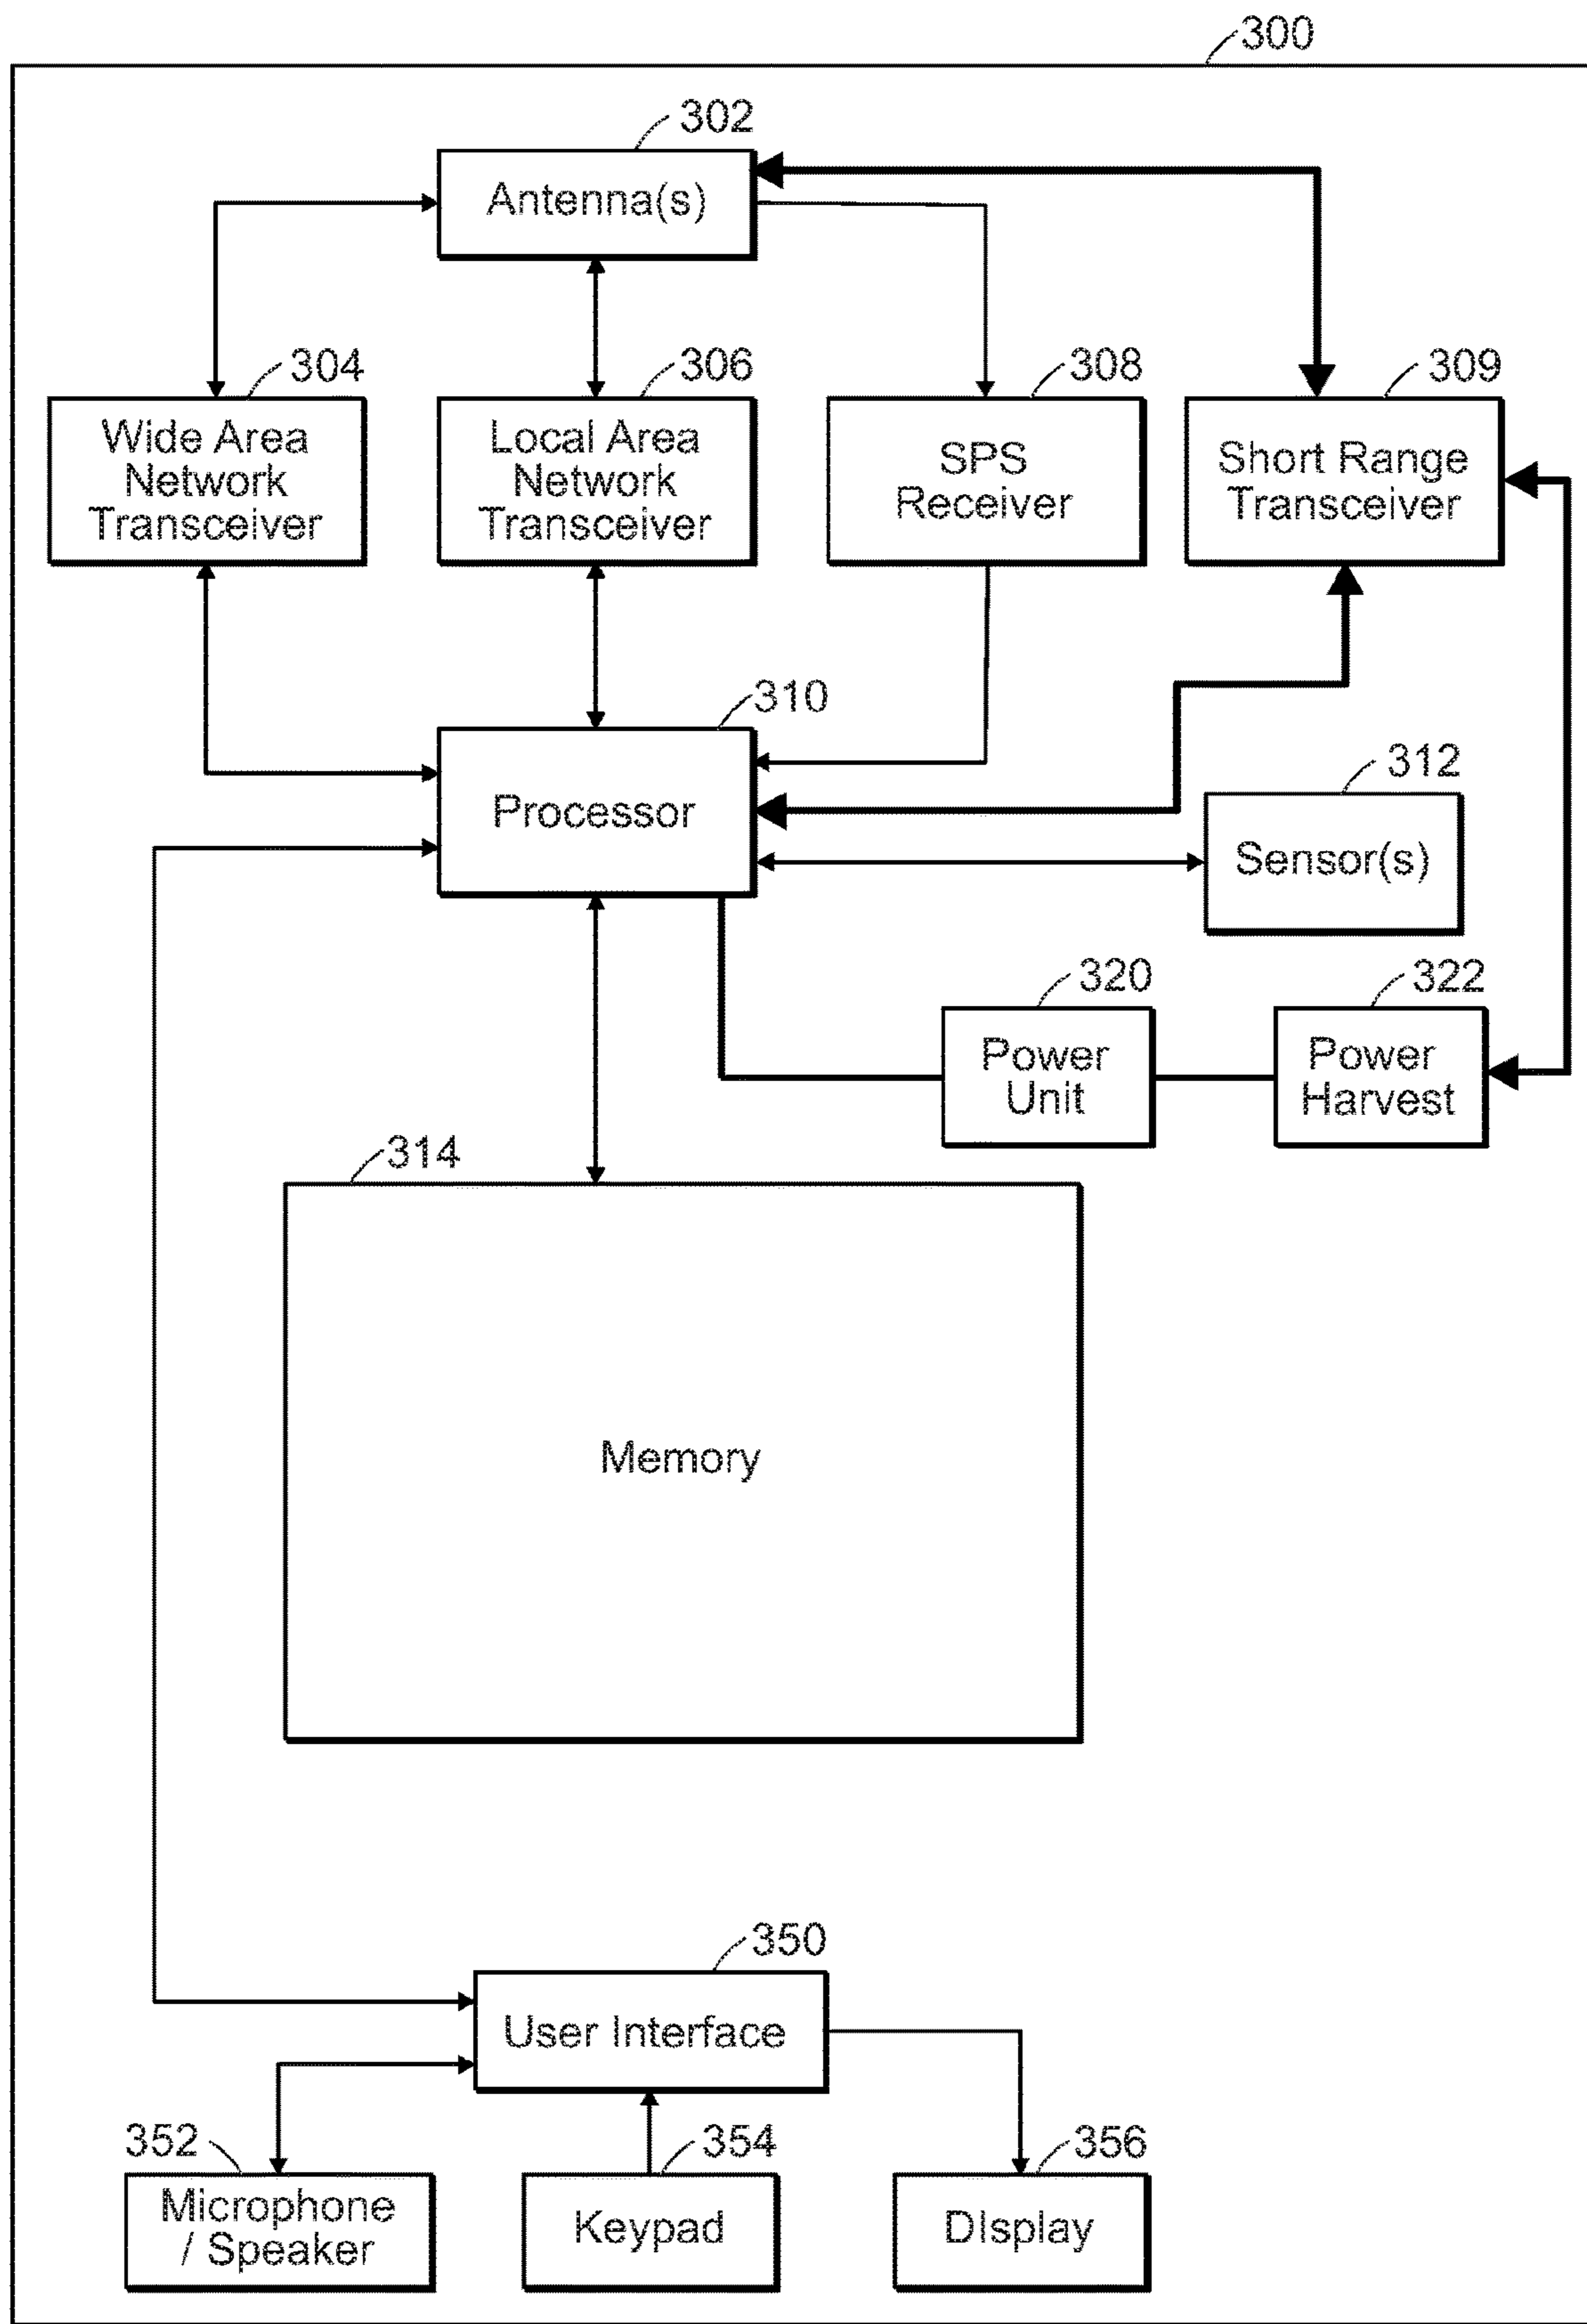 300
302
Antenna(s)
304
306
308
309
Wide Area
Network
Transceiver
Local Area
Network
Transceiver
SPS
Receiver
Short Range
Transceiver
310
Processor
312
Sensor(s)
320
322
Power
Unit
Power
Harvest
314
Memory
350
User Interface
352
354
356
Microphone
/ Speaker
Keypad
DIsplay